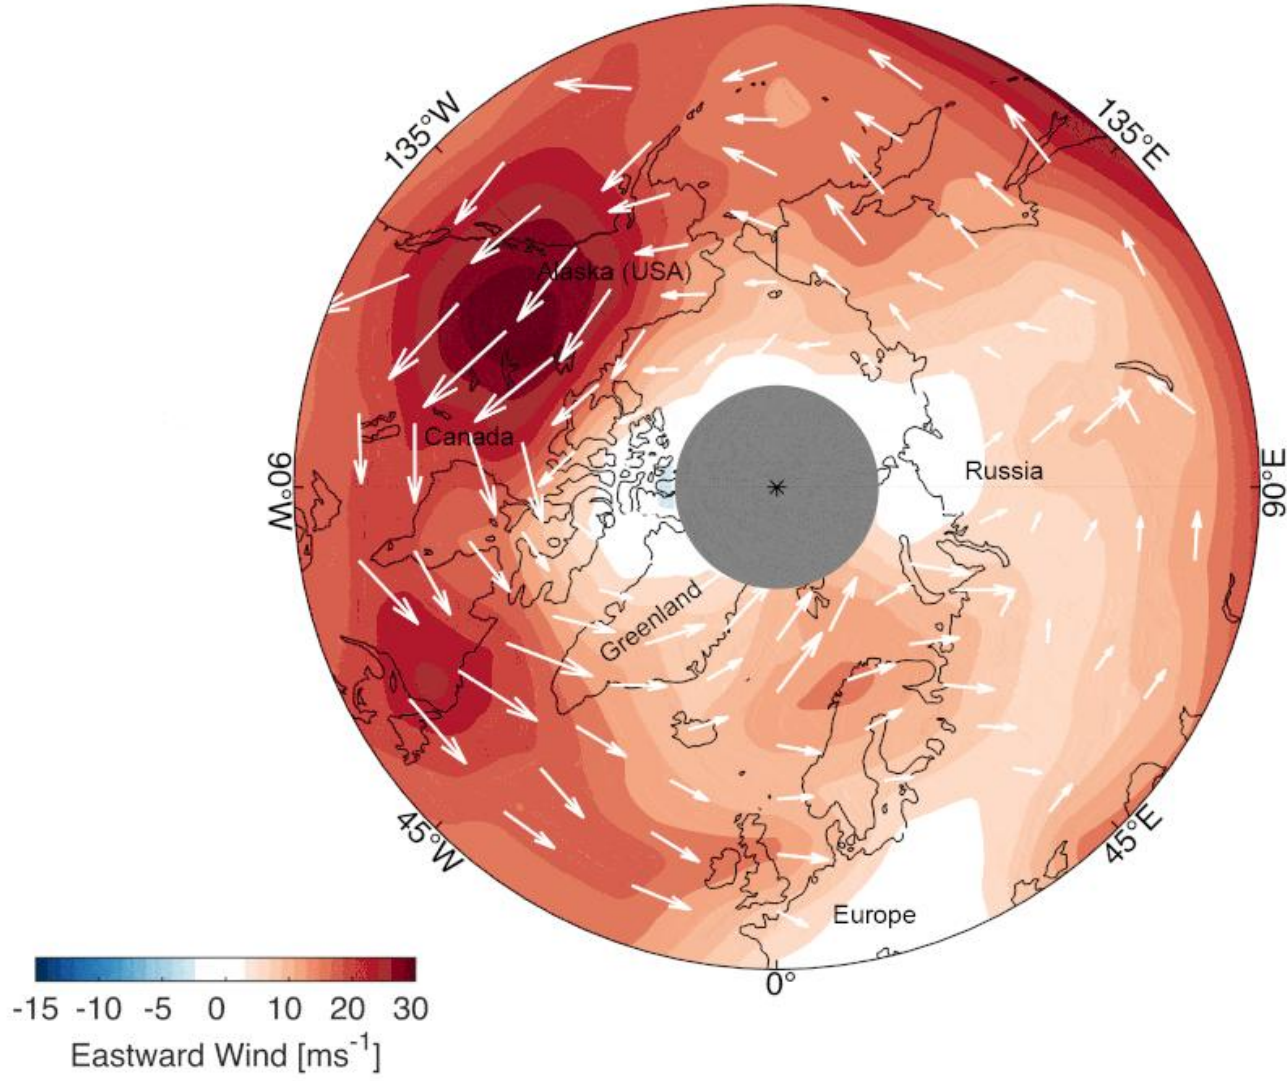 135°W
135°E
Alaska (USA)
Canada
90°W
Russia
90°E
Greenland
45°W
45°E
Europe
0°
-15 -10 -5 0 10 20 30
Eastward Wind [ms⁻¹]